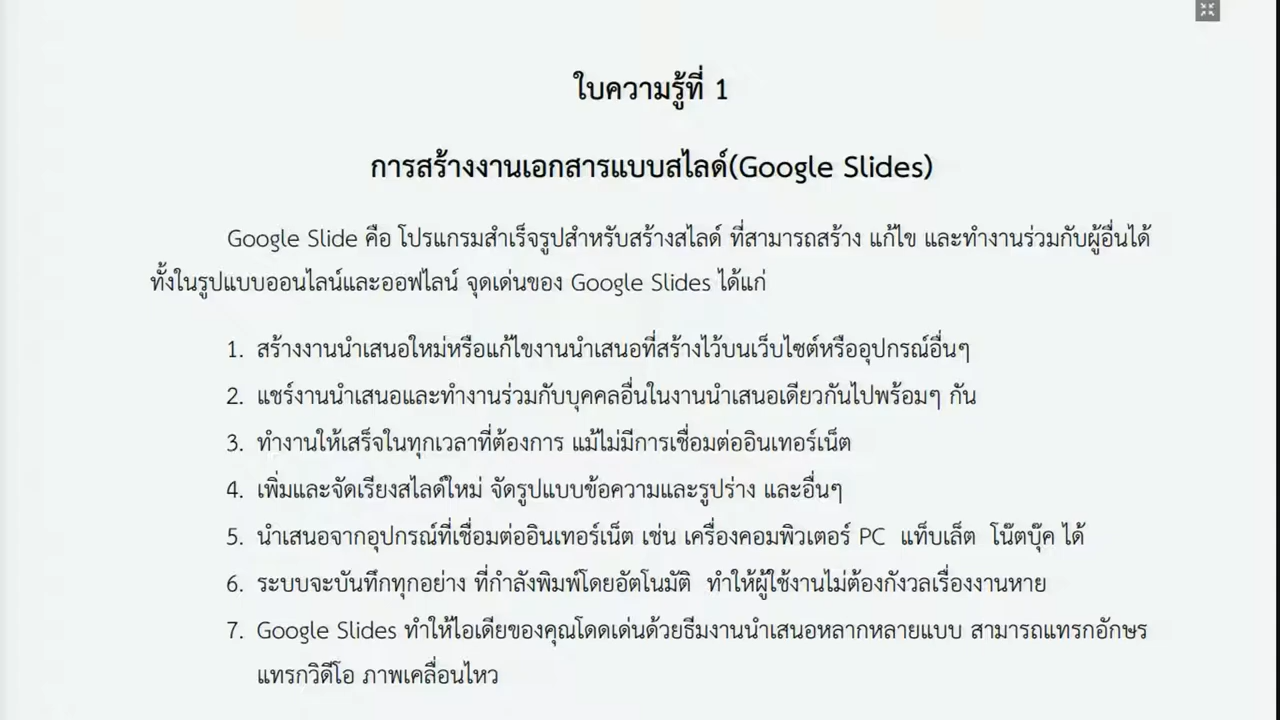 ใบความรู้ที่ 1
การสร้างงานเอกสารแบบสไลด์(Google Slides)
Google Slide คือ โปรแกรมสำเร็จรูปสำหรับสร้างสไลด์ ที่สามารถสร้าง แก้ไข และทำงานร่วมกับผู้อื่นได้
ทั้งในรูปแบบออนไลน์และออฟไลน์ จุดเด่นของ Google Slides ได้แก่
1. สร้างงานนำเสนอใหม่หรือแก้ไขงานนำเสนอที่สร้างไว้บนเว็บไซต์หรืออุปกรณ์อื่นๆ
2. แชร์งานนำเสนอและทำงานร่วมกับบุคคลอื่นในงานนำเสนอเดียวกันไปพร้อมๆ กัน
3. ทำงานให้เสร็จในทุกเวลาที่ต้องการ แม้ไม่มีการเชื่อมต่ออินเทอร์เน็ต
4. เพิ่มและจัดเรียงสไลด์ใหม่ จัดรูปแบบข้อความและรูปร่าง และอื่นๆ
5. นำเสนอจากอุปกรณ์ที่เชื่อมต่ออินเทอร์เน็ต เช่น เครื่องคอมพิวเตอร์ PC แท็บเล็ต โน๊ตบุ๊ค ได้
6. ระบบจะบันทึกทุกอย่าง ที่กำลังพิมพ์โดยอัตโนมัติ ทำให้ผู้ใช้งานไม่ต้องกังวลเรื่องงานหาย
7. Google Slides ทำให้ไอเดียของคุณโดดเด่นด้วยธีมงานนำเสนอหลากหลายแบบ สามารถแทรกอักษร
แทรกวิดีโอ ภาพเคลื่อนไหว